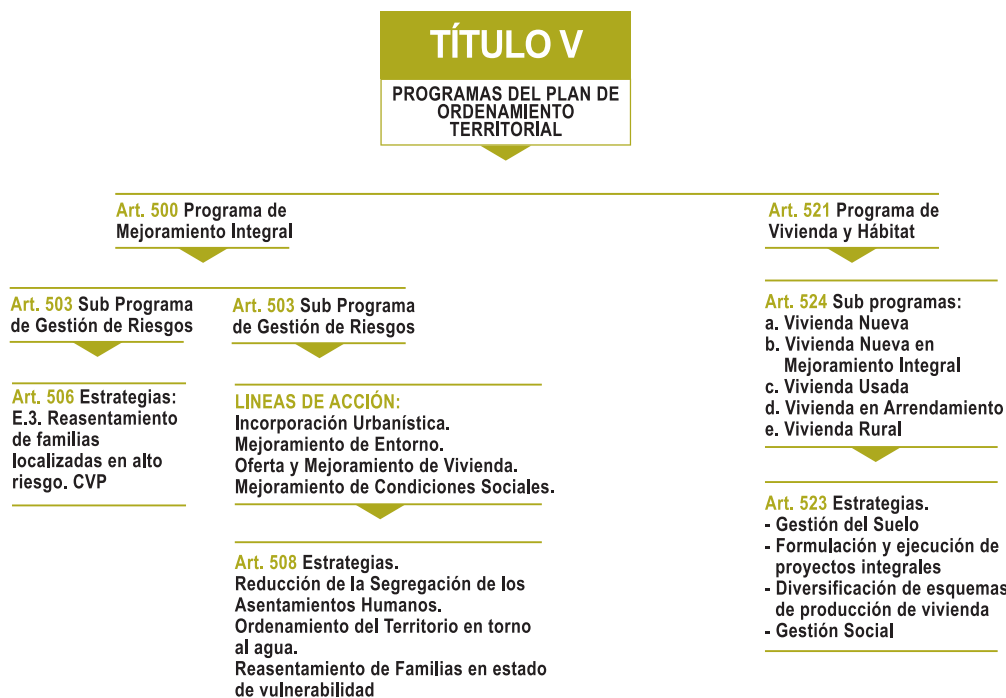 TÍTULO V
PROGRAMAS DEL PLAN DE
ORDENAMIENTO
TERRITORIAL
Art. 500 Programa de
Mejoramiento Integral
Art. 503 Sub Programa
de Gestión de Riesgos
Art. 506 Estrategias:
E.3. Reasentamiento
de familias
localizadas en alto
riesgo. CVP
Art. 503 Sub Programa
de Gestión de Riesgos
LINEAS DE ACCIÓN:
Incorporación Urbanística.
Mejoramiento de Entorno.
Oferta y Mejoramiento de Vivienda.
Mejoramiento de Condiciones Sociales.
Art. 508 Estrategias.
Reducción de la Segregación de los
Asentamientos Humanos.
Ordenamiento del Territorio en torno
al agua.
Reasentamiento de Familias en estado
de vulnerabilidad
Art. 521 Programa de
Vivienda y Hábitat
Art. 524 Sub programas:
a. Vivienda Nueva
b. Vivienda Nueva en
Mejoramiento Integral
c. Vivienda Usada
d. Vivienda en Arrendamiento
e. Vivienda Rural
Art. 523 Estrategias.
- Gestión del Suelo
- Formulación y ejecución de
proyectos integrales
- Diversificación de esquemas
de producción de vivienda
- Gestión Social